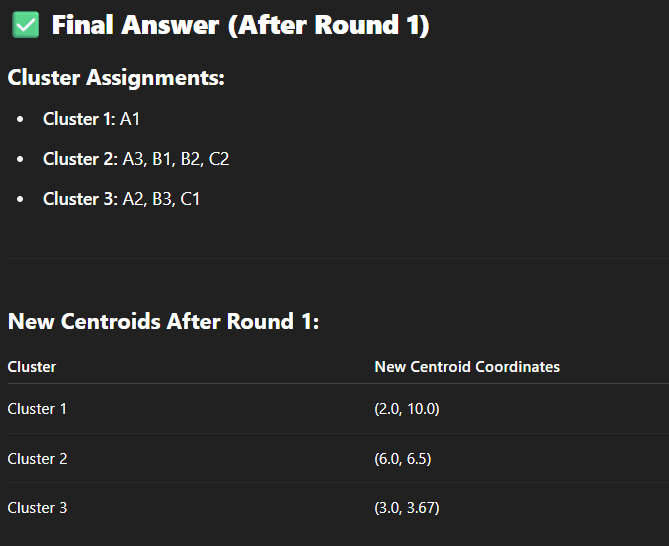 ✅ Final Answer (After Round 1)
Cluster Assignments:
• Cluster 1: A1
• Cluster 2: A3, B1, B2, C2
• Cluster 3: A2, B3, C1
New Centroids After Round 1:
Cluster New Centroid Coordinates
Cluster 1 (2.0, 10.0)
Cluster 2 (6.0, 6.5)
Cluster 3 (3.0, 3.67)